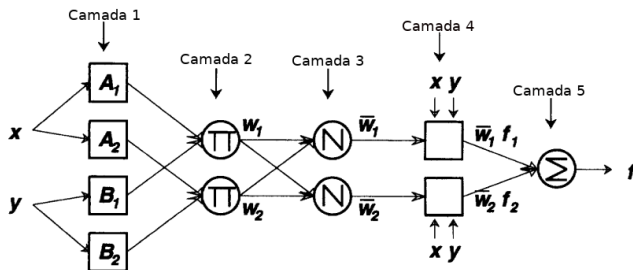 Camada 1
Camada 2
Camada 3
Camada 4
Camada 5
x
y
A₁
A₂
B₁
B₂
Π
Π
w₁
w₂
N
N
w̅₁
w̅₂
x y
x y
w̅₁ f₁
w̅₂ f₂
Σ
f